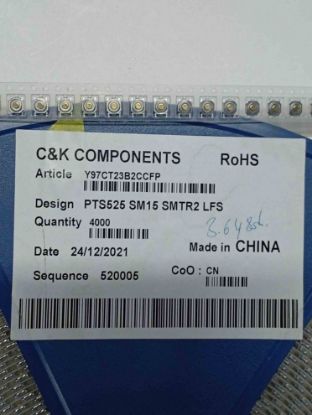 C&K COMPONENTS RoHS
Article Y97CT23B2CCFP
Design PTS525 SM15 SMTR2 LFS
Quantity 4000
Date 24/12/2021 Made in CHINA
Sequence 520005 CoO : CN